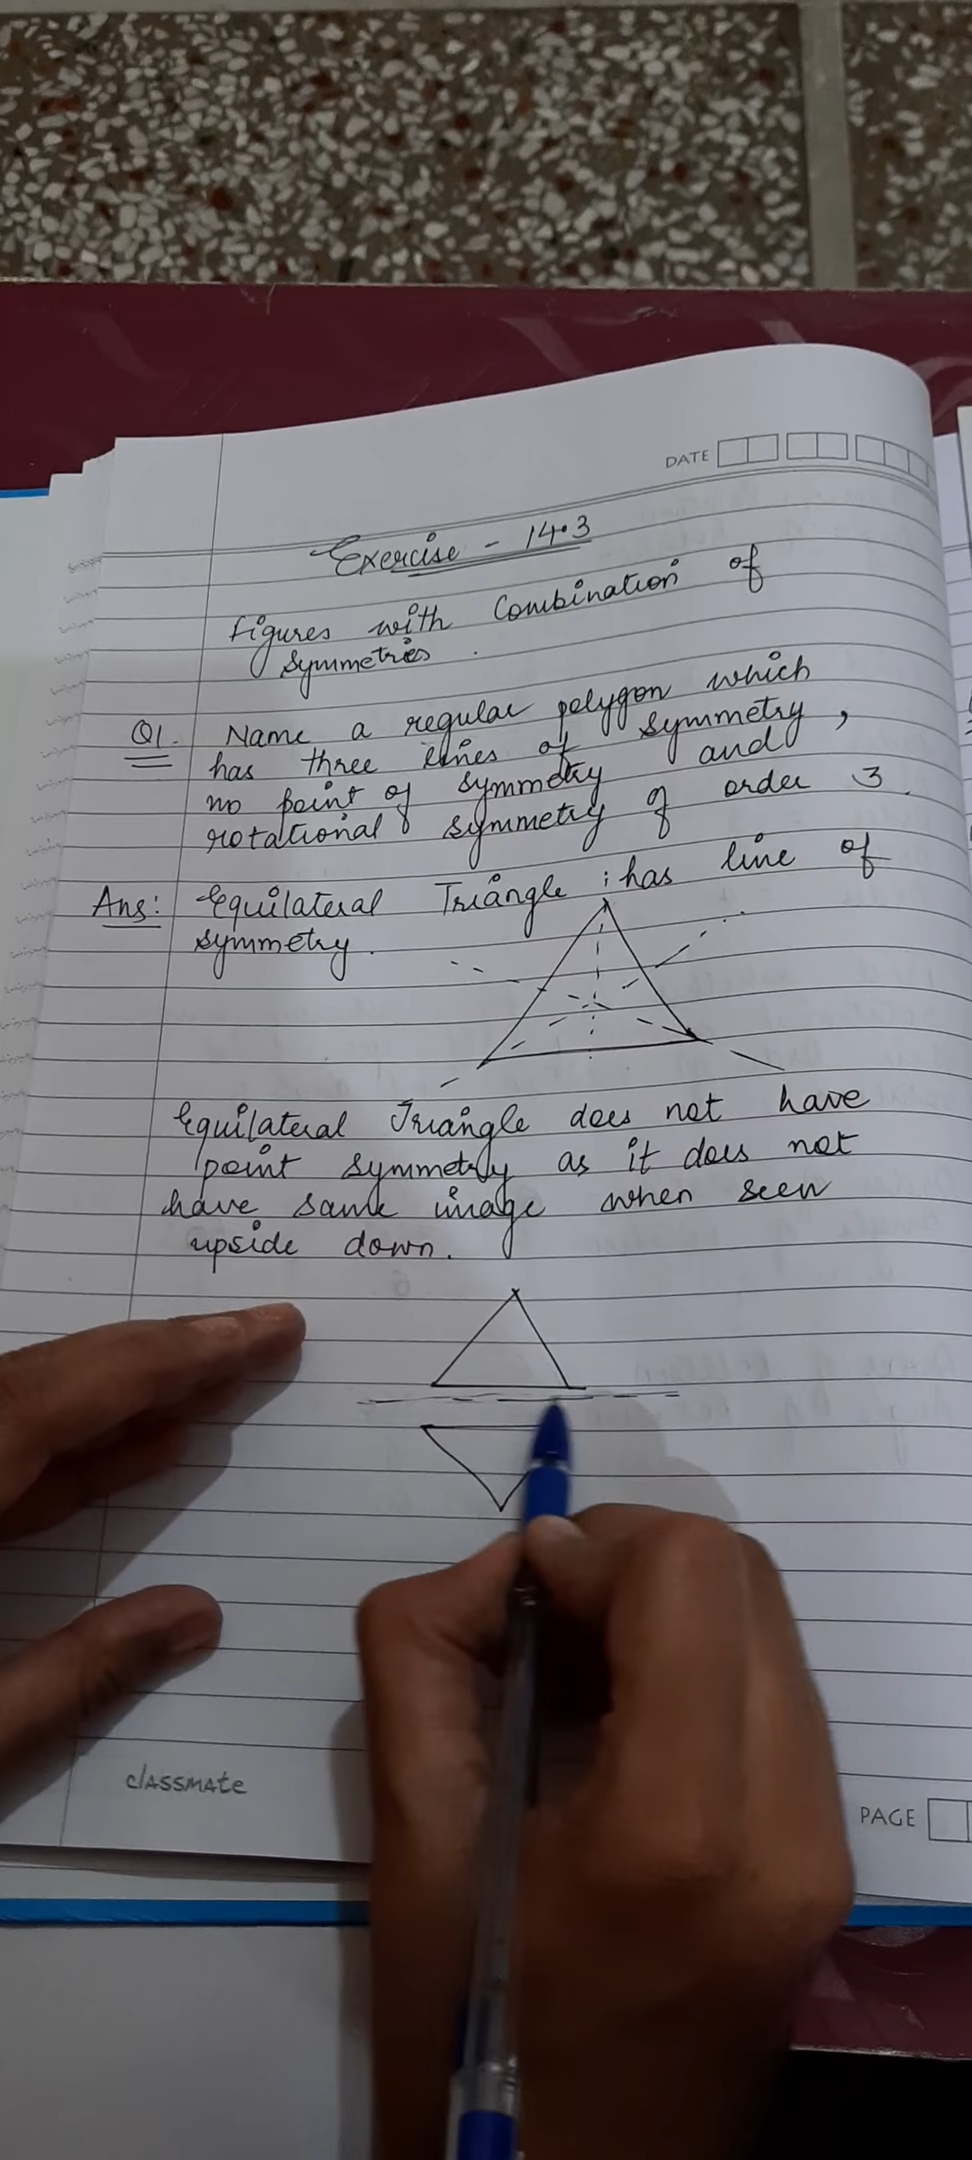 DATE
Exercise - 14.3
Figures with Combination of
Symmetries.
Q1. Name a regular polygon which
has three lines of symmetry,
no point of symmetry and
rotational symmetry of order 3.
Ans: Equilateral Triangle : has line of
symmetry.
Equilateral Triangle does not have
point symmetry as it does not
have same image when seen
upside down.
classmate
PAGE